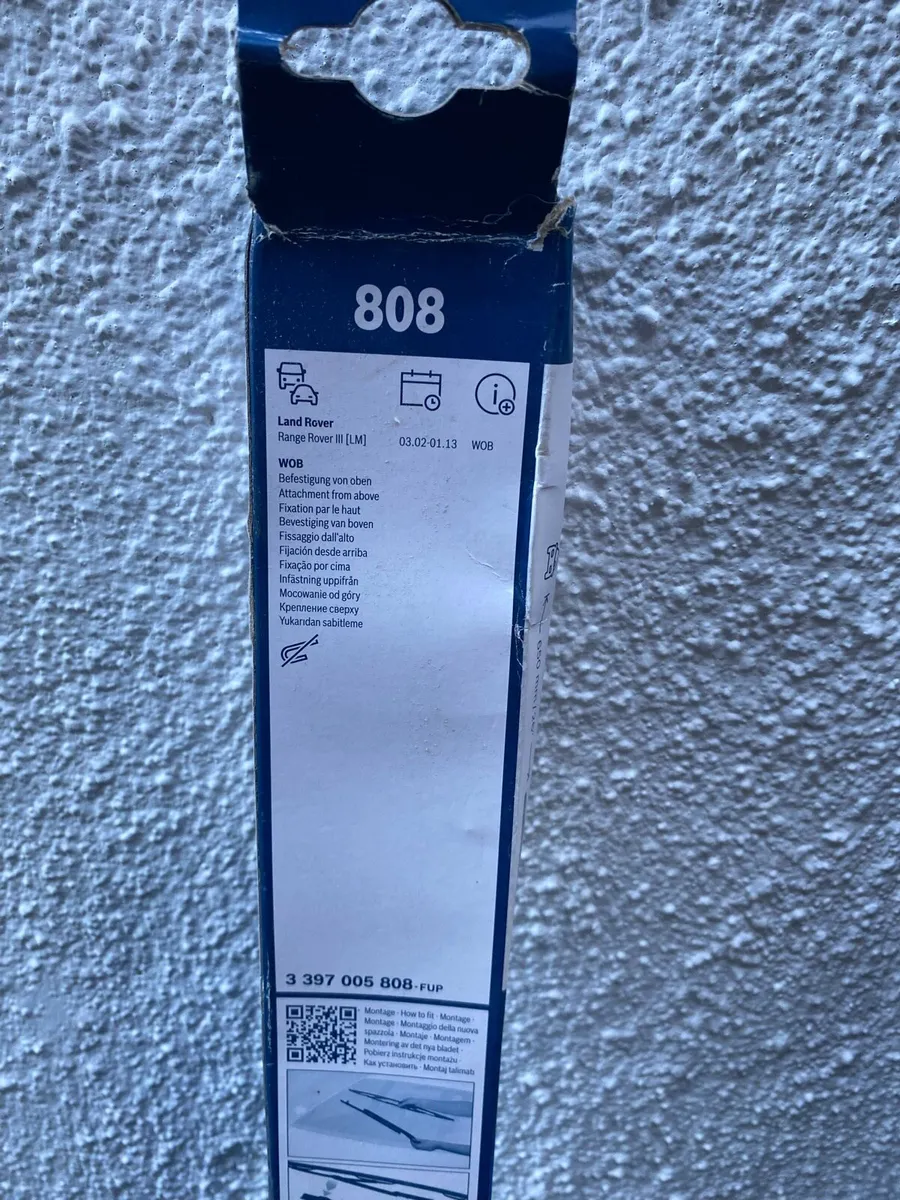 808
Land Rover
Range Rover III [LM] 03.02-01.13 WOB
WOB
Befestigung von oben
Attachment from above
Fixation par le haut
Bevestiging van boven
Fissaggio dall'alto
Fijación desde arriba
Fixação por cima
Infästning uppifrån
Mocowanie od góry
Крепление сверху
Yukarıdan sabitleme
3 397 005 808-FUP
Montage · How to fit · Montage ·
Montage · Montaggio della nuova
spazzola · Montaje · Montagem ·
Montering av det nya bladet ·
Pobierz instrukcje montażu ·
Как установить · Montaj talimatı
650 mm